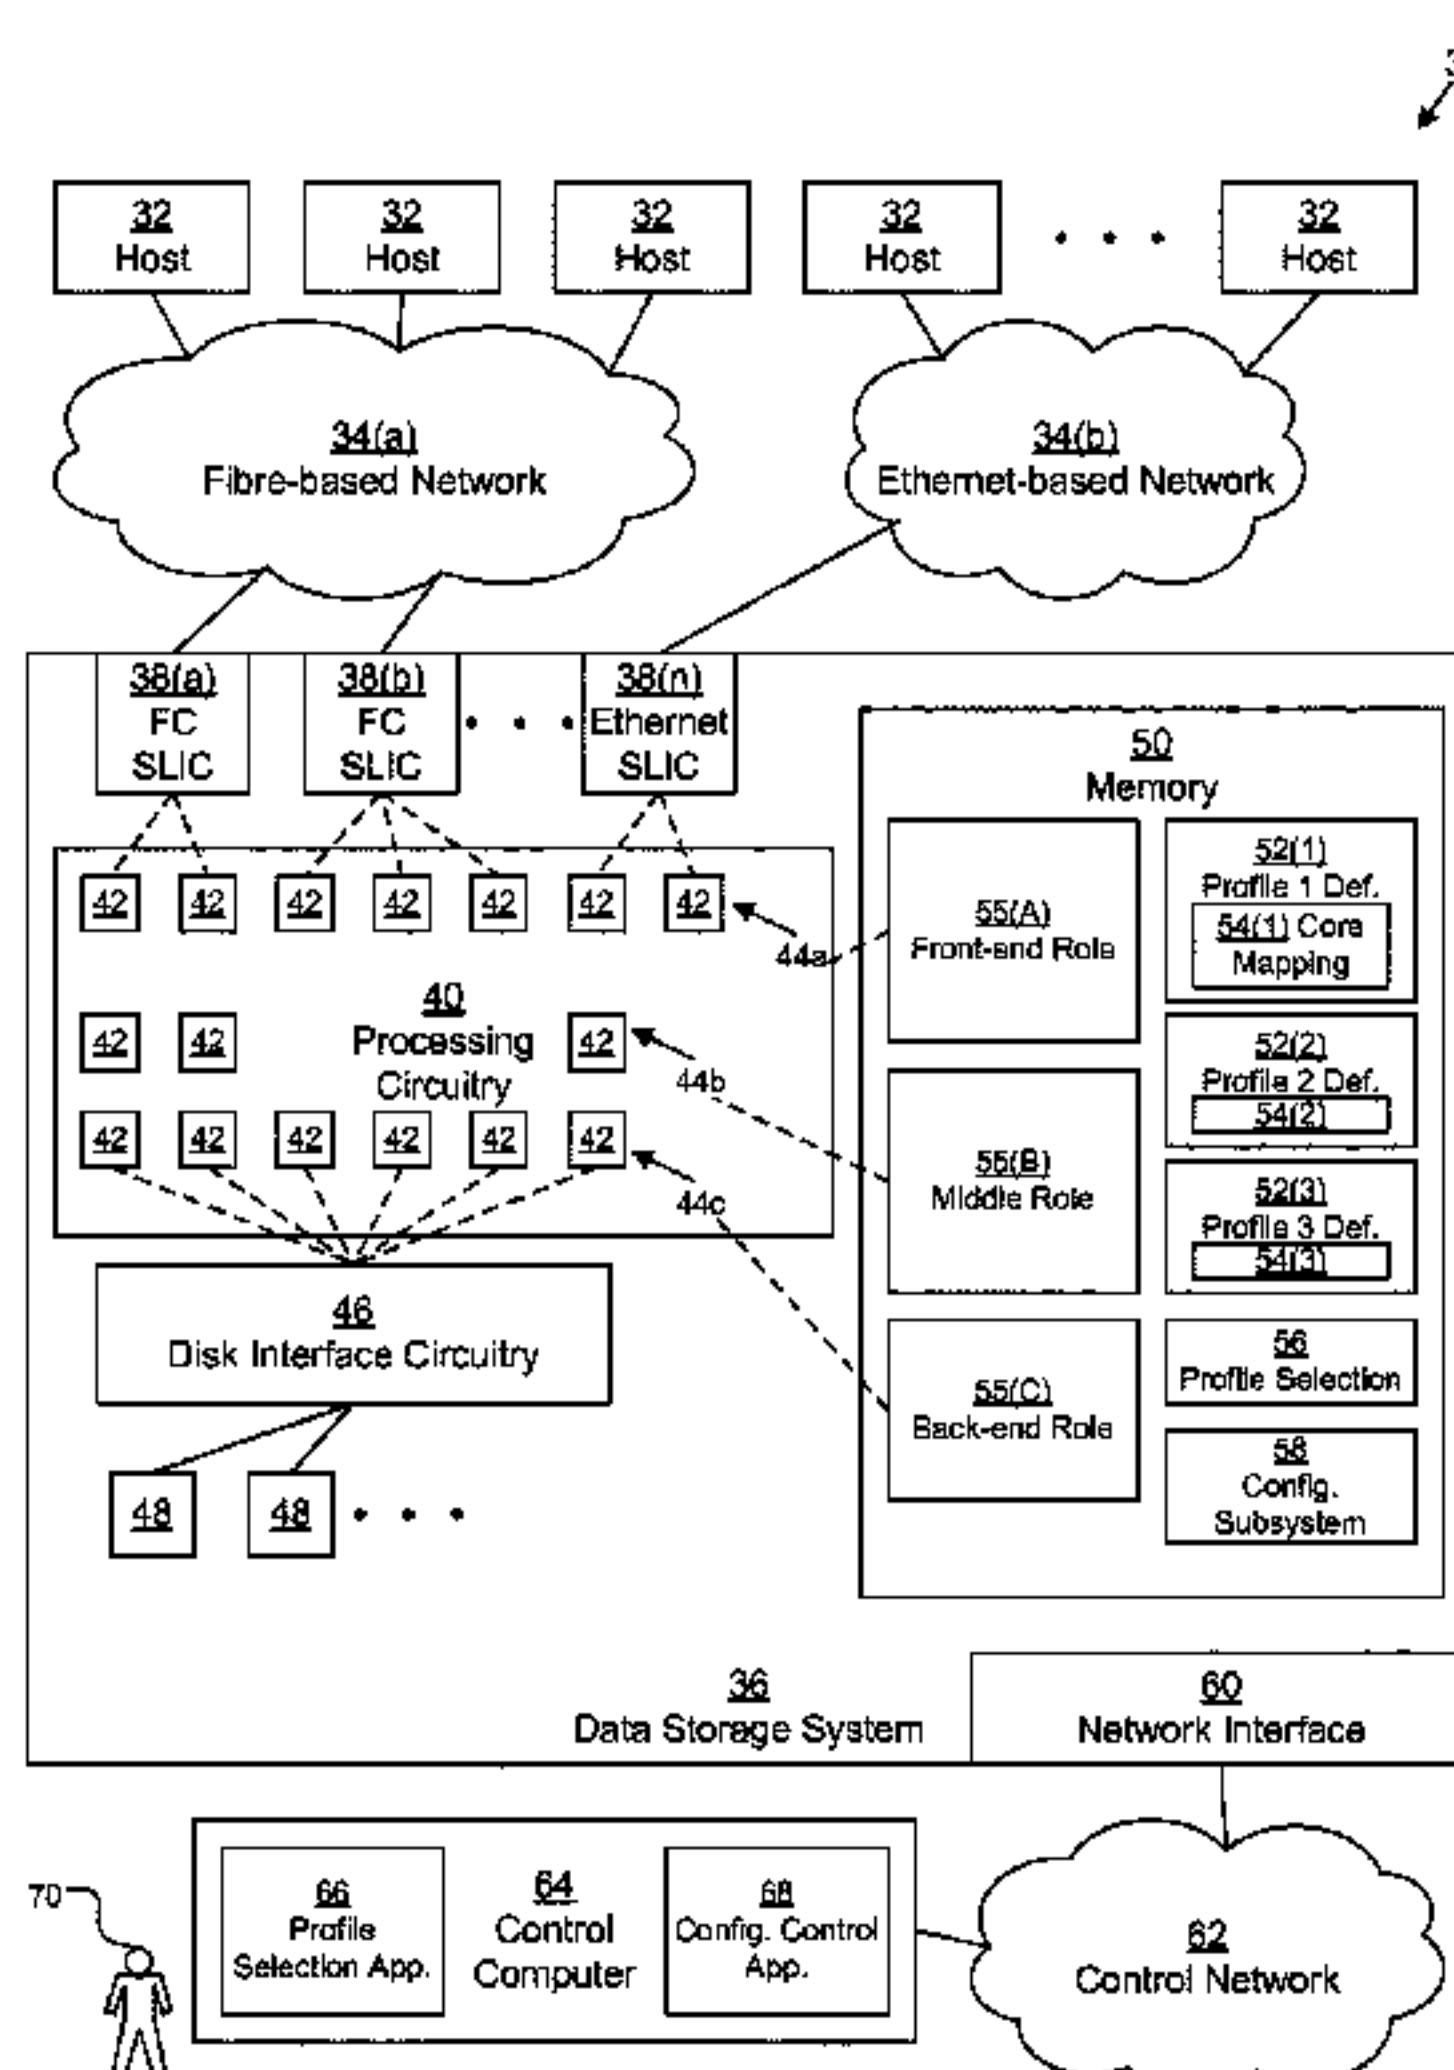 32
Host
32
Host
32
Host
32
Host
32
Host
34(a)
Fibre-based Network
34(b)
Ethernet-based Network
38(a)
FC
SLIC
38(b)
FC
SLIC
38(n)
Ethernet
SLIC
50
Memory
42 42 42 42 42 42 42
44a
40
Processing
Circuitry
42 42 42
44b
42 42 42 42 42 42
44c
55(A)
Front-end Role
55(B)
Middle Role
55(C)
Back-end Role
52(1)
Profile 1 Def.
54(1) Core
Mapping
52(2)
Profile 2 Def.
54(2)
52(3)
Profile 3 Def.
54(3)
56
Profile Selection
58
Config.
Subsystem
46
Disk Interface Circuitry
48 48
36
Data Storage System
60
Network Interface
70
66
Profile
Selection App.
64
Control
Computer
68
Config. Control
App.
62
Control Network